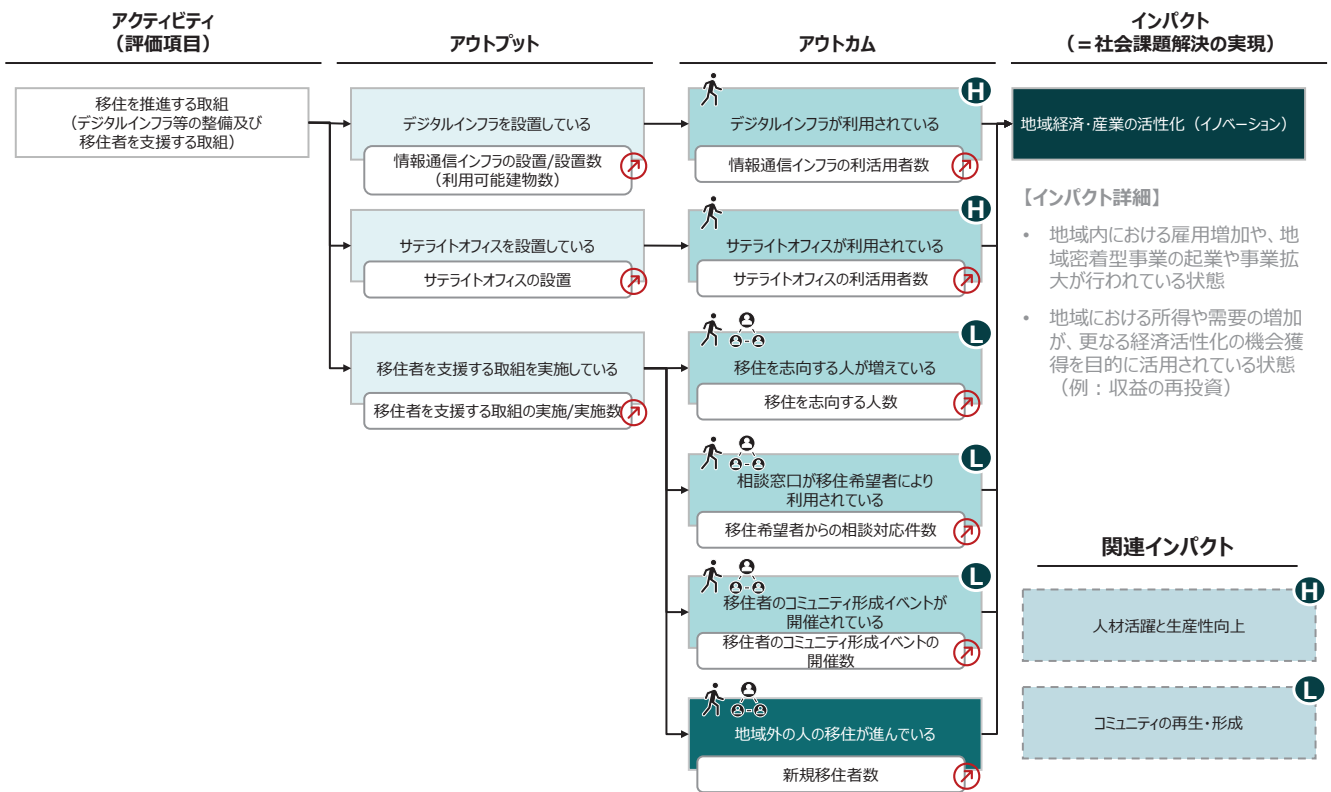 アクティビティ
（評価項目）
アウトプット
アウトカム
インパクト
（＝社会課題解決の実現）
移住を推進する取組
（デジタルインフラ等の整備及び
移住者を支援する取組）
デジタルインフラを設置している
情報通信インフラの設置/設置数
（利用可能建物数）
サテライトオフィスを設置している
サテライトオフィスの設置
移住者を支援する取組を実施している
移住者を支援する取組の実施/実施数
H
デジタルインフラが利用されている
情報通信インフラの利活用者数
H
サテライトオフィスが利用されている
サテライトオフィスの利活用者数
L
移住を志向する人が増えている
移住を志向する人数
L
相談窓口が移住希望者により
利用されている
移住希望者からの相談対応件数
L
移住者のコミュニティ形成イベントが
開催されている
移住者のコミュニティ形成イベントの
開催数
地域外の人の移住が進んでいる
新規移住者数
地域経済・産業の活性化（イノベーション）
【インパクト詳細】
• 地域内における雇用増加や、地
域密着型事業の起業や事業拡
大が行われている状態
• 地域における所得や需要の増加
が、更なる経済活性化の機会獲
得を目的に活用されている状態
（例：収益の再投資）
関連インパクト
H
人材活躍と生産性向上
L
コミュニティの再生・形成